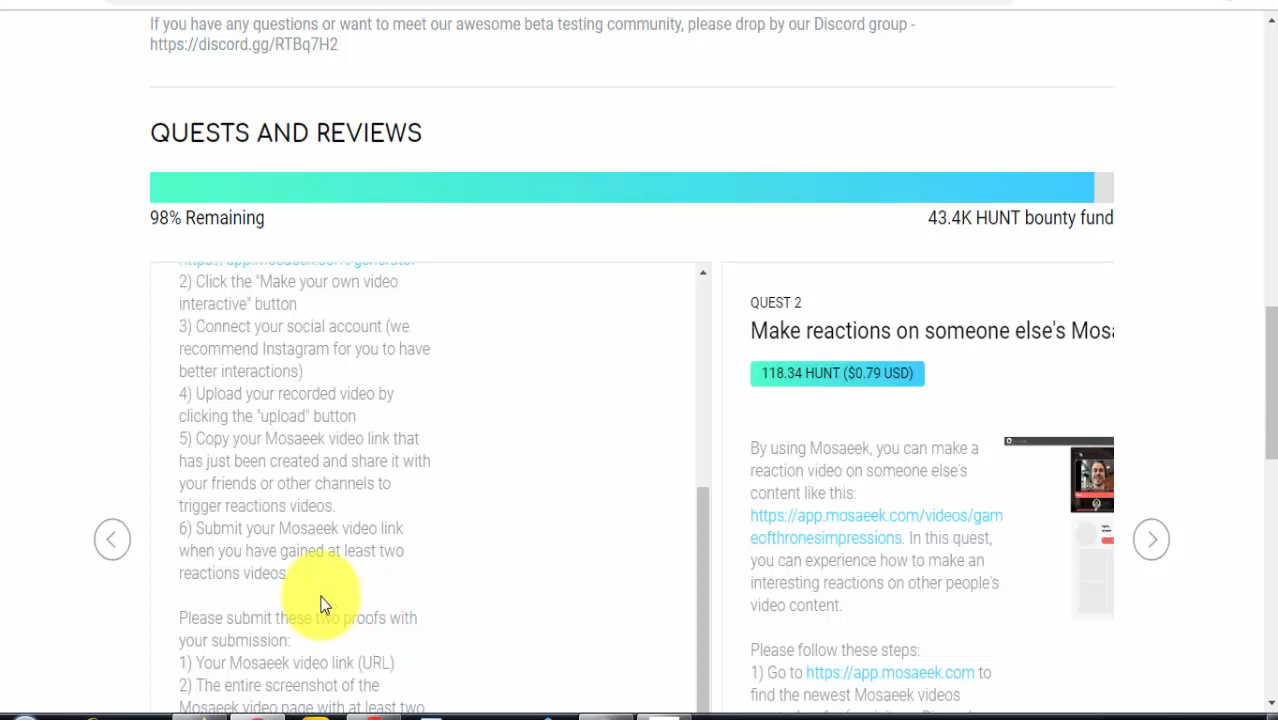 If you have any questions or want to meet our awesome beta testing community, please drop by our Discord group -
https://discord.gg/RTBq7H2
QUESTS AND REVIEWS
98% Remaining
43.4K HUNT bounty fund
2) Click the "Make your own video
interactive" button
3) Connect your social account (we
recommend Instagram for you to have
better interactions)
4) Upload your recorded video by
clicking the "upload" button
5) Copy your Mosaeek video link that
has just been created and share it with
your friends or other channels to
trigger reactions videos.
6) Submit your Mosaeek video link
when you have gained at least two
reactions videos.
Please submit these two proofs with
your submission:
1) Your Mosaeek video link (URL)
2) The entire screenshot of the
Mosaeek video page with at least two
QUEST 2
Make reactions on someone else's Mosa
118.34 HUNT ($0.79 USD)
By using Mosaeek, you can make a
reaction video on someone else's
content like this:
https://app.mosaeek.com/videos/gam
eofthronesimpressions. In this quest,
you can experience how to make an
interesting reactions on other people's
video content.
Please follow these steps:
1) Go to https://app.mosaeek.com to
find the newest Mosaeek videos